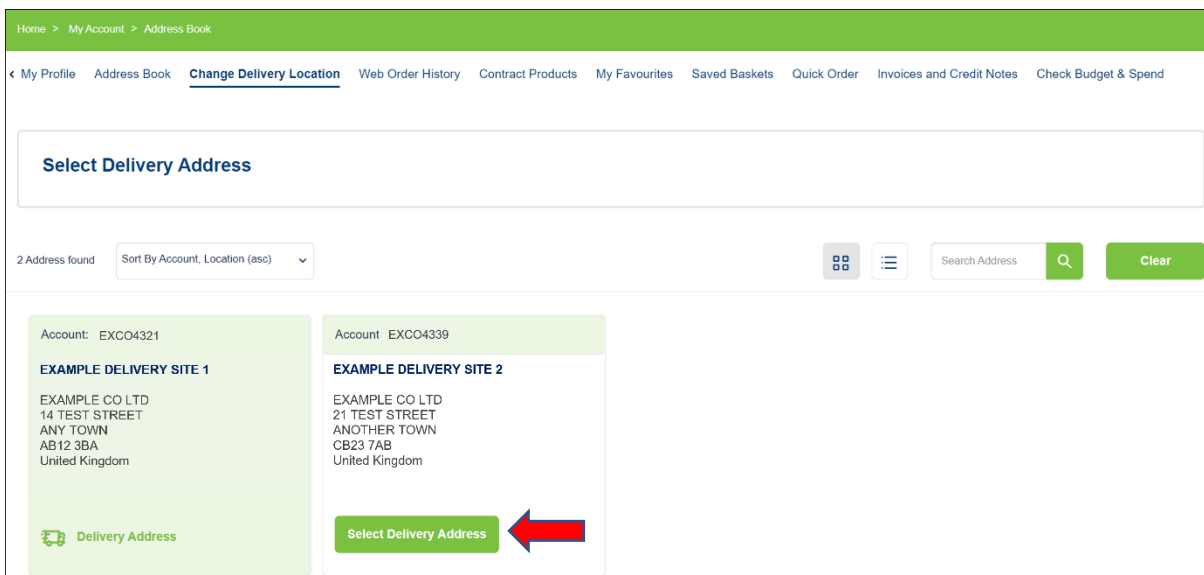 Home > My Account > Address Book
< My Profile Address Book Change Delivery Location Web Order History Contract Products My Favourites Saved Baskets Quick Order Invoices and Credit Notes Check Budget & Spend
Select Delivery Address
2 Address found Sort By Account, Location (asc) Search Address Clear
Account: EXCO4321
EXAMPLE DELIVERY SITE 1
EXAMPLE CO LTD
14 TEST STREET
ANY TOWN
AB12 3BA
United Kingdom
Delivery Address
Account EXCO4339
EXAMPLE DELIVERY SITE 2
EXAMPLE CO LTD
21 TEST STREET
ANOTHER TOWN
CB23 7AB
United Kingdom
Select Delivery Address